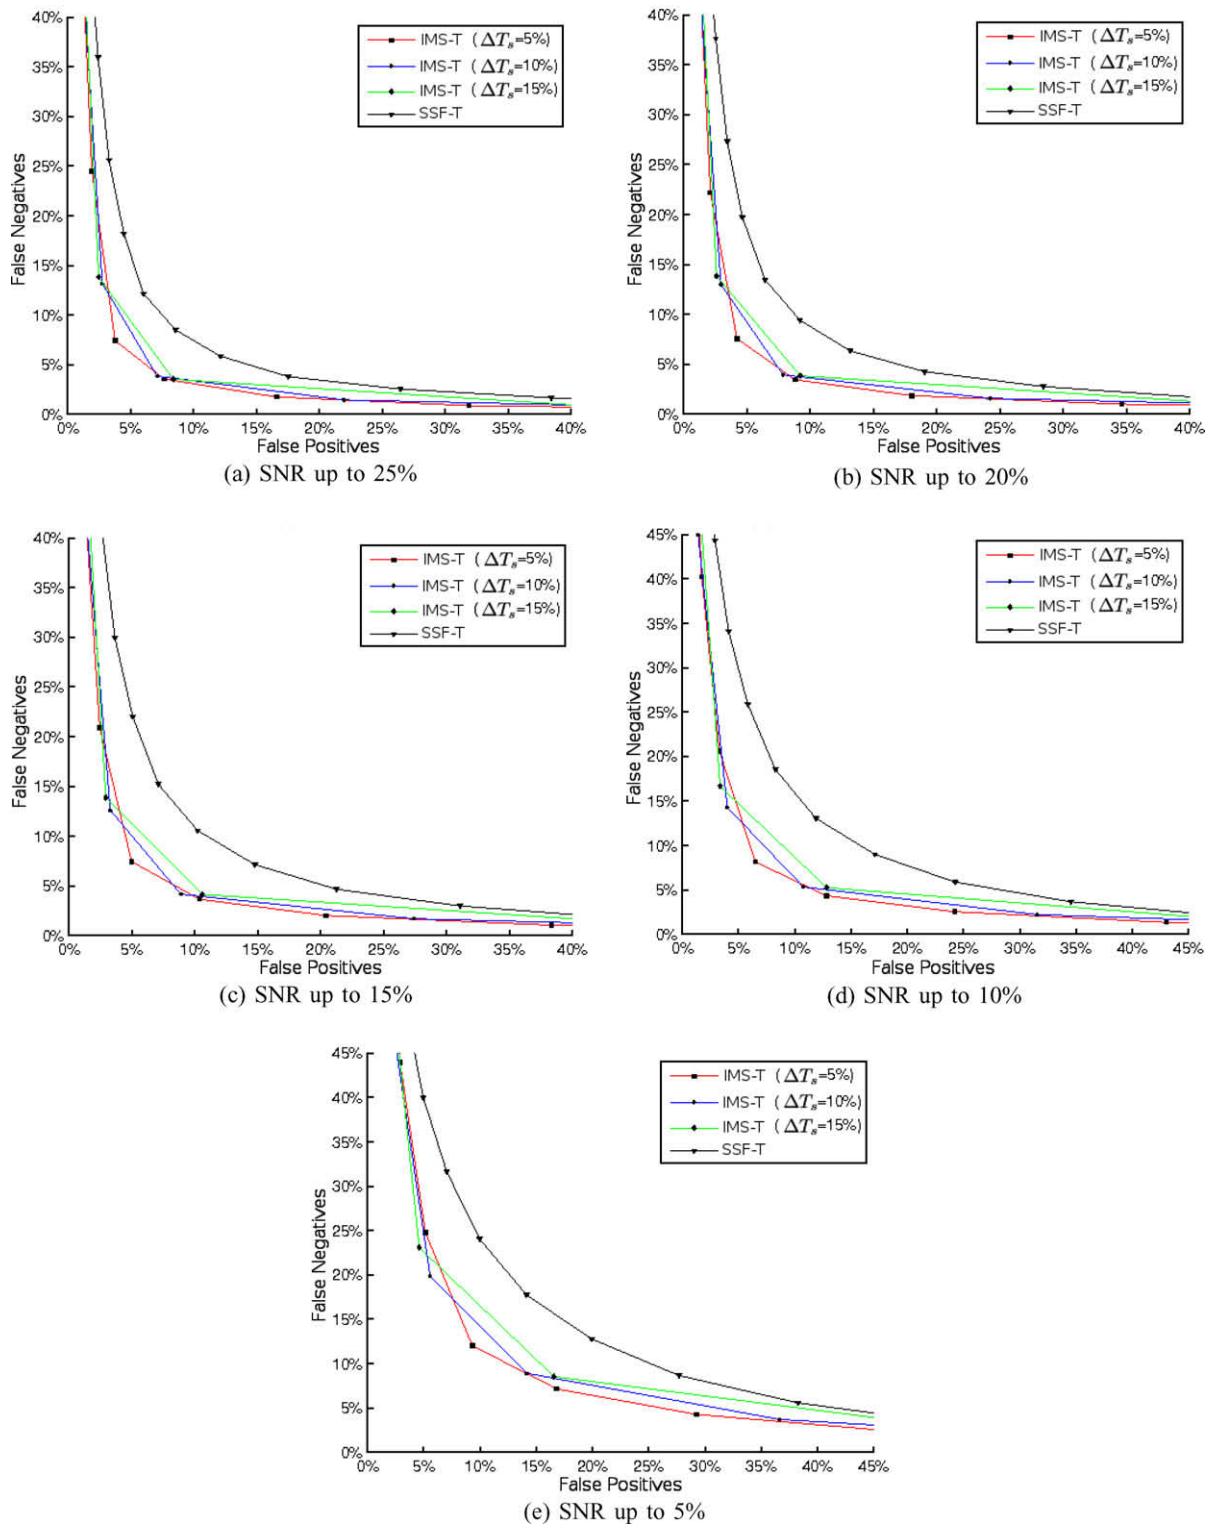 40%
35%
30%
25%
20%
15%
10%
5%
0%
False Negatives
0% 5% 10% 15% 20% 25% 30% 35% 40%
False Positives
IMS-T (ΔTₛ=5%)
IMS-T (ΔTₛ=10%)
IMS-T (ΔTₛ=15%)
SSF-T
(a) SNR up to 25%
40%
35%
30%
25%
20%
15%
10%
5%
0%
False Negatives
0% 5% 10% 15% 20% 25% 30% 35% 40%
False Positives
IMS-T (ΔTₛ=5%)
IMS-T (ΔTₛ=10%)
IMS-T (ΔTₛ=15%)
SSF-T
(b) SNR up to 20%
40%
35%
30%
25%
20%
15%
10%
5%
0%
False Negatives
0% 5% 10% 15% 20% 25% 30% 35% 40%
False Positives
IMS-T (ΔTₛ=5%)
IMS-T (ΔTₛ=10%)
IMS-T (ΔTₛ=15%)
SSF-T
(c) SNR up to 15%
45%
40%
35%
30%
25%
20%
15%
10%
5%
0%
False Negatives
0% 5% 10% 15% 20% 25% 30% 35% 40% 45%
False Positives
IMS-T (ΔTₛ=5%)
IMS-T (ΔTₛ=10%)
IMS-T (ΔTₛ=15%)
SSF-T
(d) SNR up to 10%
45%
40%
35%
30%
25%
20%
15%
10%
5%
0%
False Negatives
0% 5% 10% 15% 20% 25% 30% 35% 40% 45%
False Positives
IMS-T (ΔTₛ=5%)
IMS-T (ΔTₛ=10%)
IMS-T (ΔTₛ=15%)
SSF-T
(e) SNR up to 5%